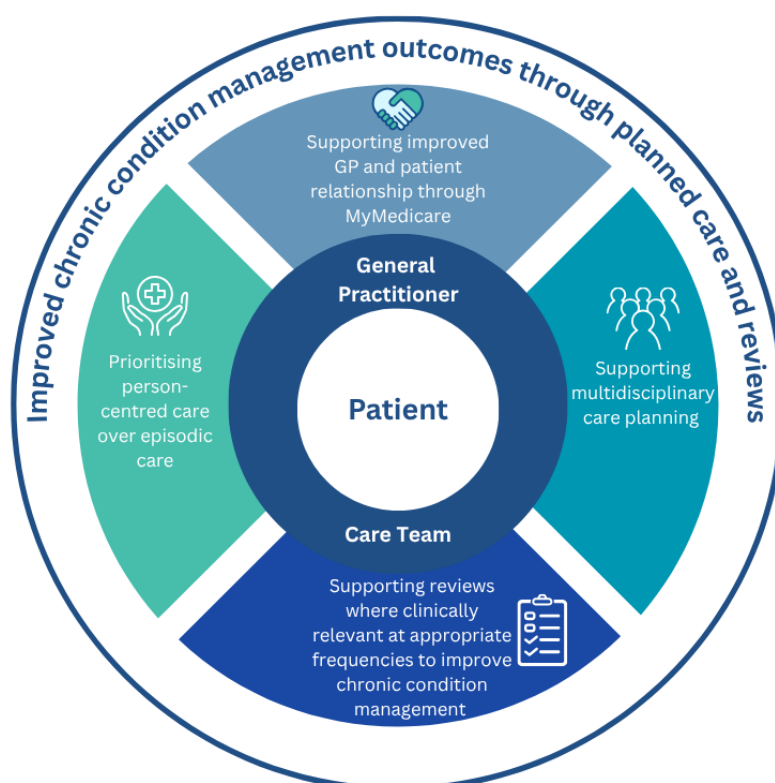 Improved chronic condition management outcomes through planned care and reviews
Supporting improved
GP and patient
relationship through
MyMedicare
General
Practitioner
Prioritising
person-
centred care
over episodic
care
Patient
Supporting
multidisciplinary
care planning
Care Team
Supporting reviews
where clinically
relevant at appropriate
frequencies to improve
chronic condition
management